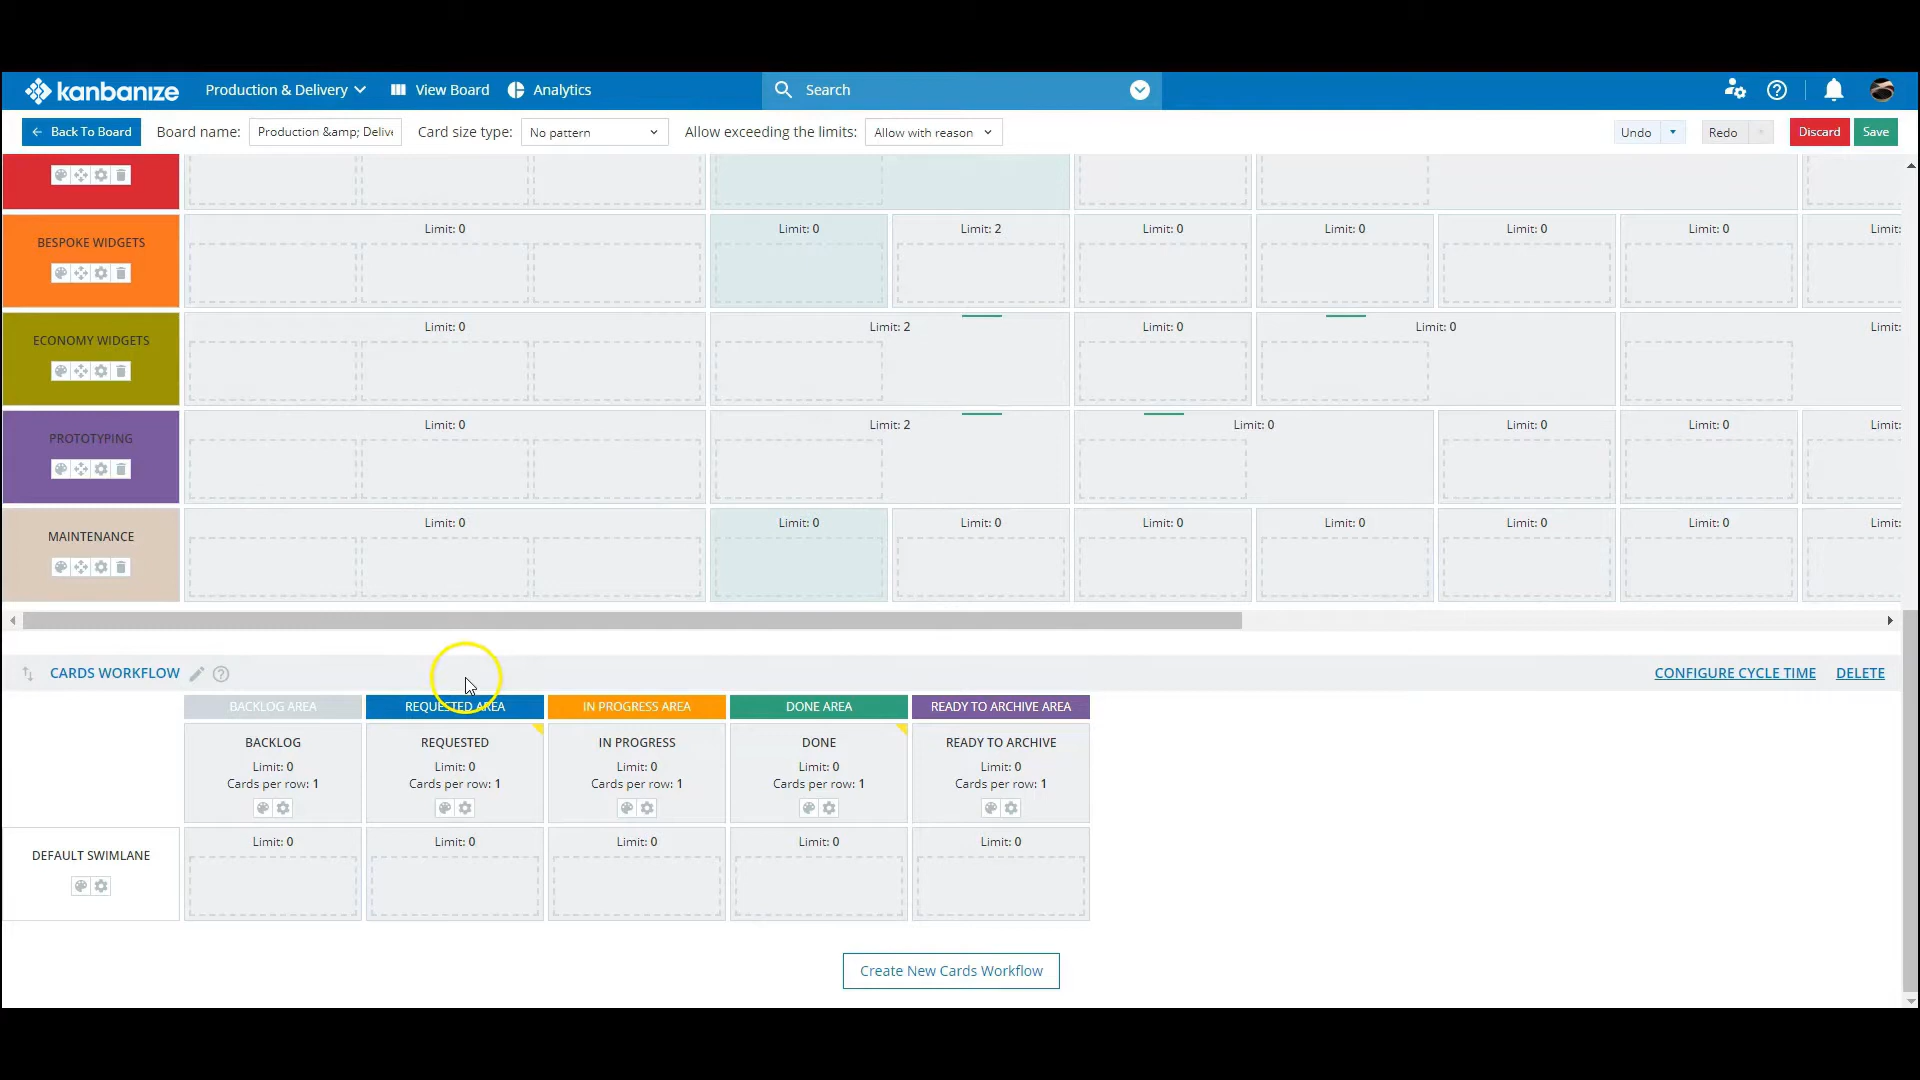 kanbanize Production & Delivery View Board Analytics Search
Back To Board Board name: Production &amp; Delive Card size type: No pattern Allow exceeding the limits: Allow with reason Undo Redo Discard Save
BESPOKE WIDGETS
Limit: 0 Limit: 0 Limit: 2 Limit: 0 Limit: 0 Limit: 0 Limit: 0 Limit:
ECONOMY WIDGETS
Limit: 0 Limit: 2 Limit: 0 Limit: 0 Limit:
PROTOTYPING
Limit: 0 Limit: 2 Limit: 0 Limit: 0 Limit: 0 Limit:
MAINTENANCE
Limit: 0 Limit: 0 Limit: 0 Limit: 0 Limit: 0 Limit: 0 Limit: 0 Limit:
CARDS WORKFLOW CONFIGURE CYCLE TIME DELETE
BACKLOG AREA REQUESTED AREA IN PROGRESS AREA DONE AREA READY TO ARCHIVE AREA
BACKLOG REQUESTED IN PROGRESS DONE READY TO ARCHIVE
Limit: 0 Limit: 0 Limit: 0 Limit: 0 Limit: 0
Cards per row: 1 Cards per row: 1 Cards per row: 1 Cards per row: 1 Cards per row: 1
DEFAULT SWIMLANE
Limit: 0 Limit: 0 Limit: 0 Limit: 0 Limit: 0
Create New Cards Workflow